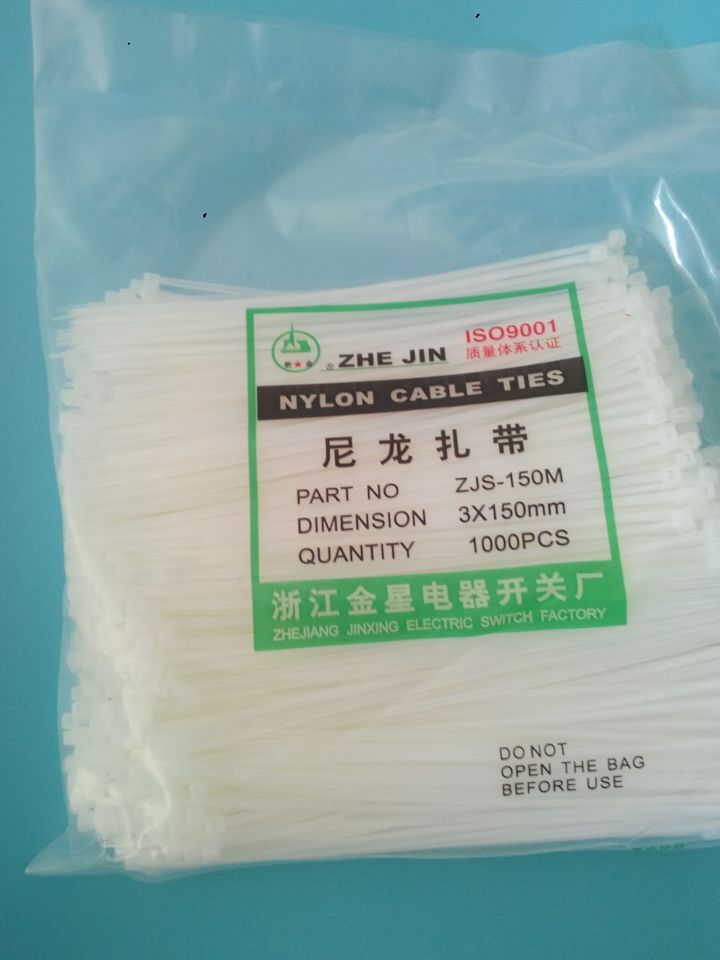 ZHE JIN
ISO9001
质量体系认证
NYLON CABLE TIES
尼龙扎带
PART NO ZJS-150M
DIMENSION 3X150mm
QUANTITY 1000PCS
浙江金星电器开关厂
ZHEJIANG JINXING ELECTRIC SWITCH FACTORY
DO NOT
OPEN THE BAG
BEFORE USE